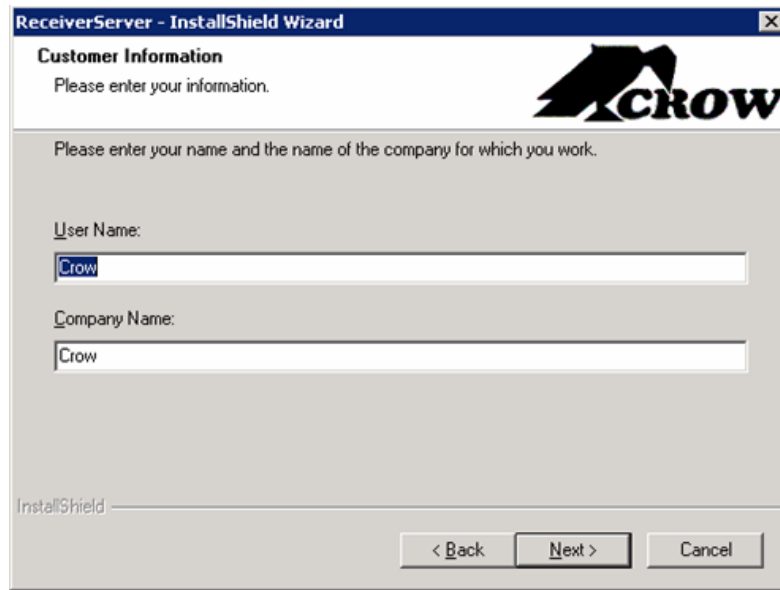 ReceiverServer - InstallShield Wizard
Customer Information
Please enter your information.
CROW
Please enter your name and the name of the company for which you work.
User Name:
Crow
Company Name:
Crow
InstallShield
< Back Next > Cancel